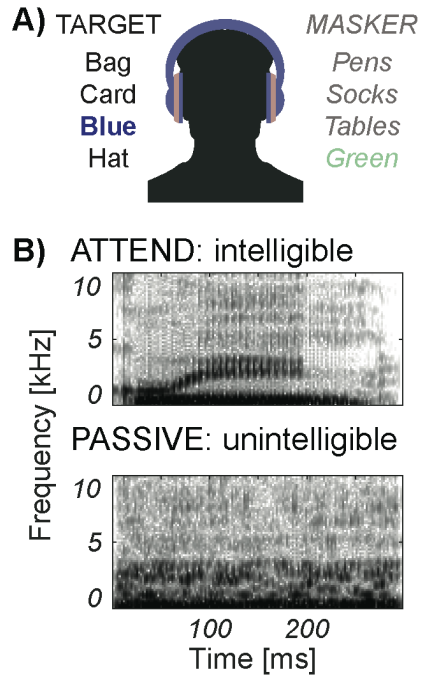 A) TARGET MASKER
Bag Pens
Card Socks
Blue Tables
Hat Green
B) ATTEND: intelligible
10
5
0
PASSIVE: unintelligible
10
5
0
Frequency [kHz]
100 200
Time [ms]